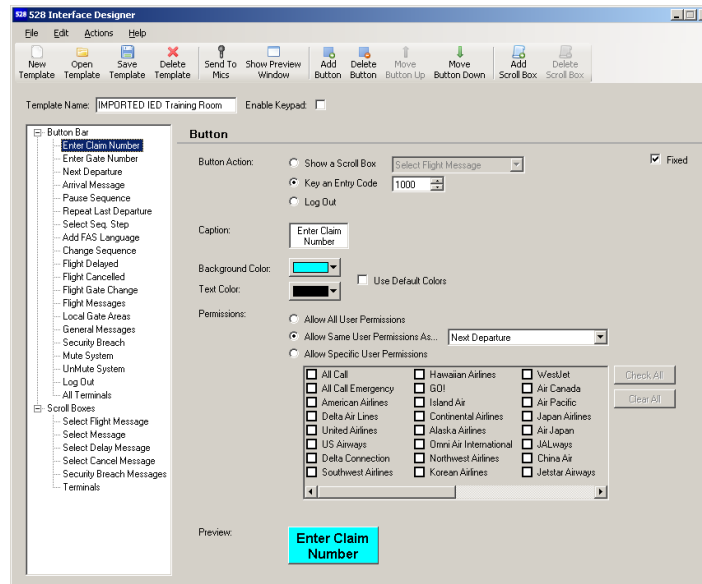 528 528 Interface Designer
File Edit Actions Help
New Template Open Template Save Template Delete Template Send To Mics Show Preview Window Add Button Delete Button Move Button Up Move Button Down Add Scroll Box Delete Scroll Box
Template Name: IMPORTED IED Training Room Enable Keypad:
Button Bar
Enter Claim Number
Enter Gate Number
Next Departure
Arrival Message
Pause Sequence
Repeat Last Departure
Select Seq. Step
Add FAS Language
Change Sequence
Flight Delayed
Flight Cancelled
Flight Gate Change
Flight Messages
Local Gate Areas
General Messages
Security Breach
Mute System
UnMute System
Log Out
All Terminals
Scroll Boxes
Select Flight Message
Select Message
Select Delay Message
Select Cancel Message
Security Breach Messages
Terminals
Button
Button Action: Show a Scroll Box Select Flight Message Fixed
Key an Entry Code 1000
Log Out
Caption: Enter Claim
Number
Background Color:
Use Default Colors
Text Color:
Permissions: Allow All User Permissions
Allow Same User Permissions As... Next Departure
Allow Specific User Permissions
All Call Hawaiian Airlines WestJet Check All
All Call Emergency GO! Air Canada
American Airlines Island Air Air Pacific Clear All
Delta Air Lines Continental Airlines Japan Airlines
United Airlines Alaska Airlines Air Japan
US Airways Omni Air International JALways
Delta Connection Northwest Airlines China Air
Southwest Airlines Korean Airlines Jetstar Airways
Preview: Enter Claim
Number